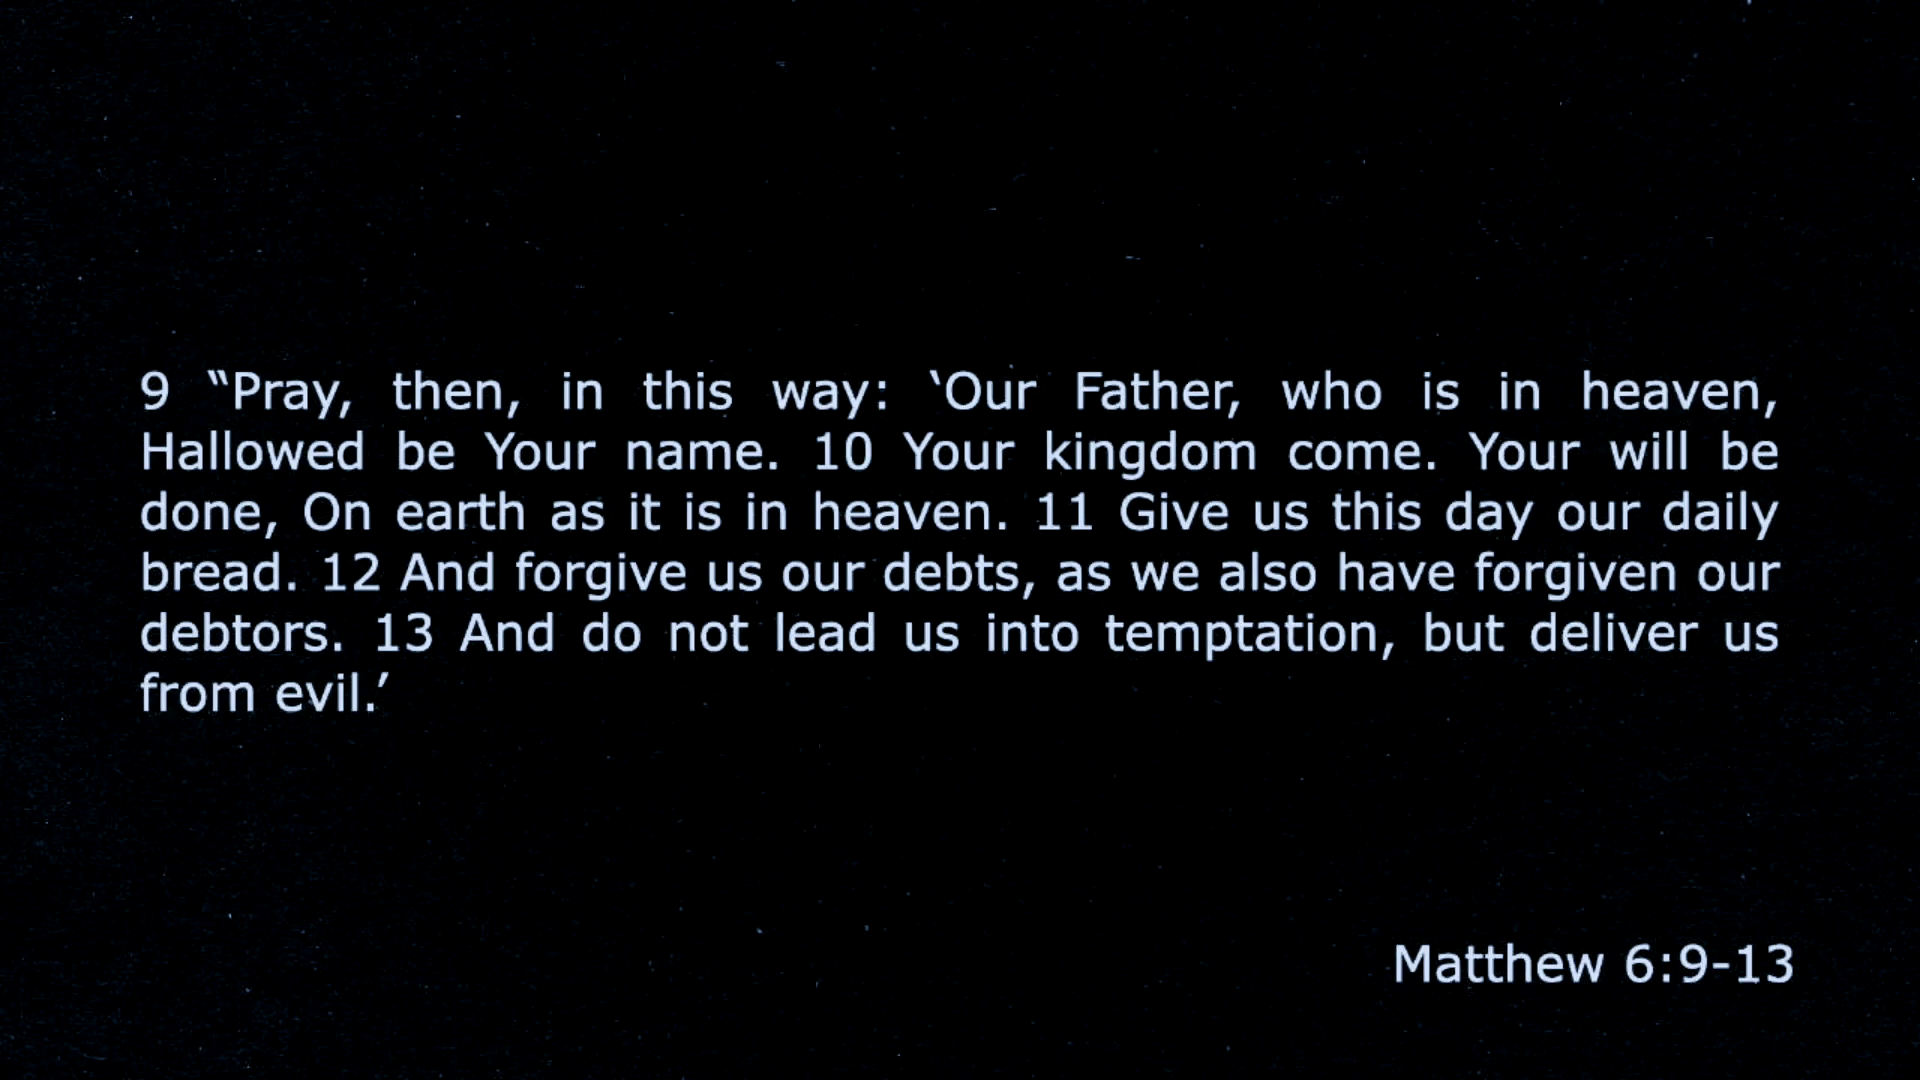 9 “Pray, then, in this way: ‘Our Father, who is in heaven,
Hallowed be Your name. 10 Your kingdom come. Your will be
done, On earth as it is in heaven. 11 Give us this day our daily
bread. 12 And forgive us our debts, as we also have forgiven our
debtors. 13 And do not lead us into temptation, but deliver us
from evil.’
Matthew 6:9-13